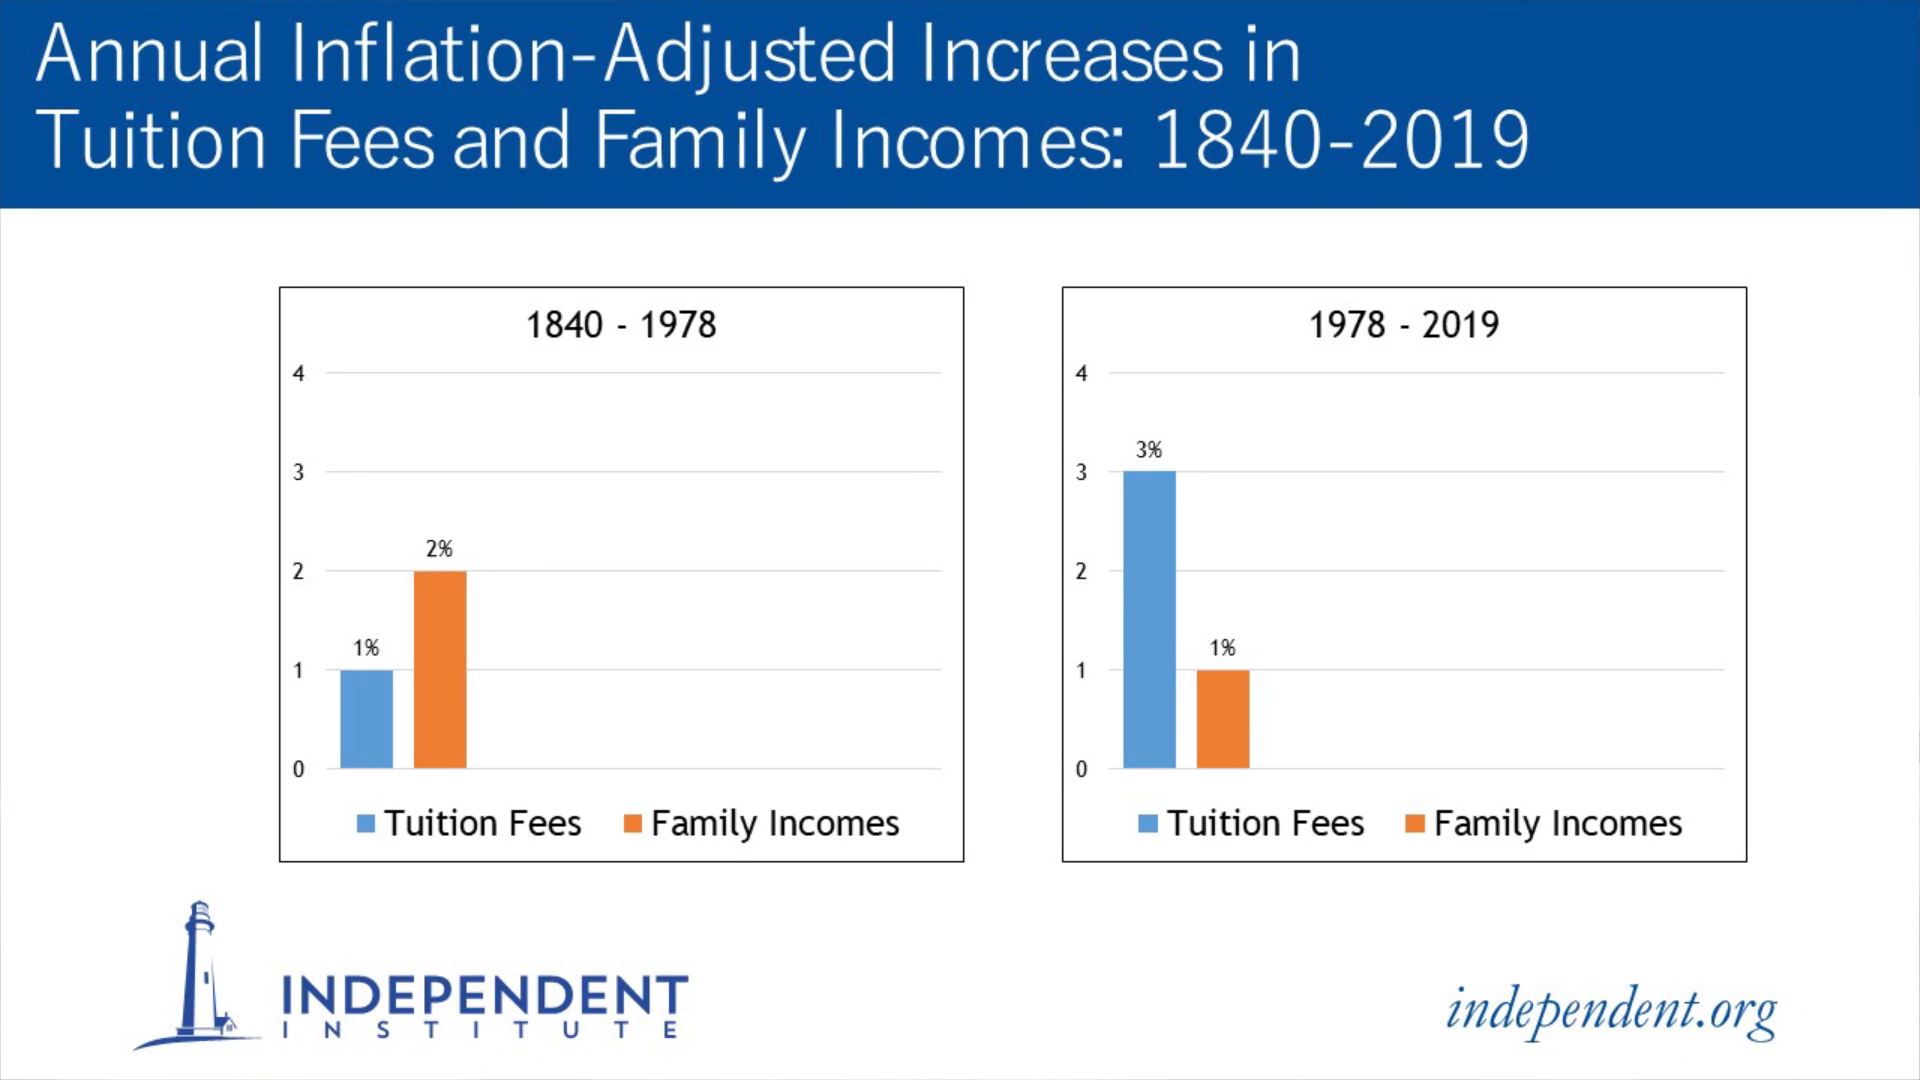 Annual Inflation-Adjusted Increases in
Tuition Fees and Family Incomes: 1840-2019
1840 - 1978
4
3
2
1
0
1%
2%
Tuition Fees
Family Incomes
1978 - 2019
4
3
2
1
0
3%
1%
Tuition Fees
Family Incomes
INDEPENDENT
INSTITUTE
independent.org